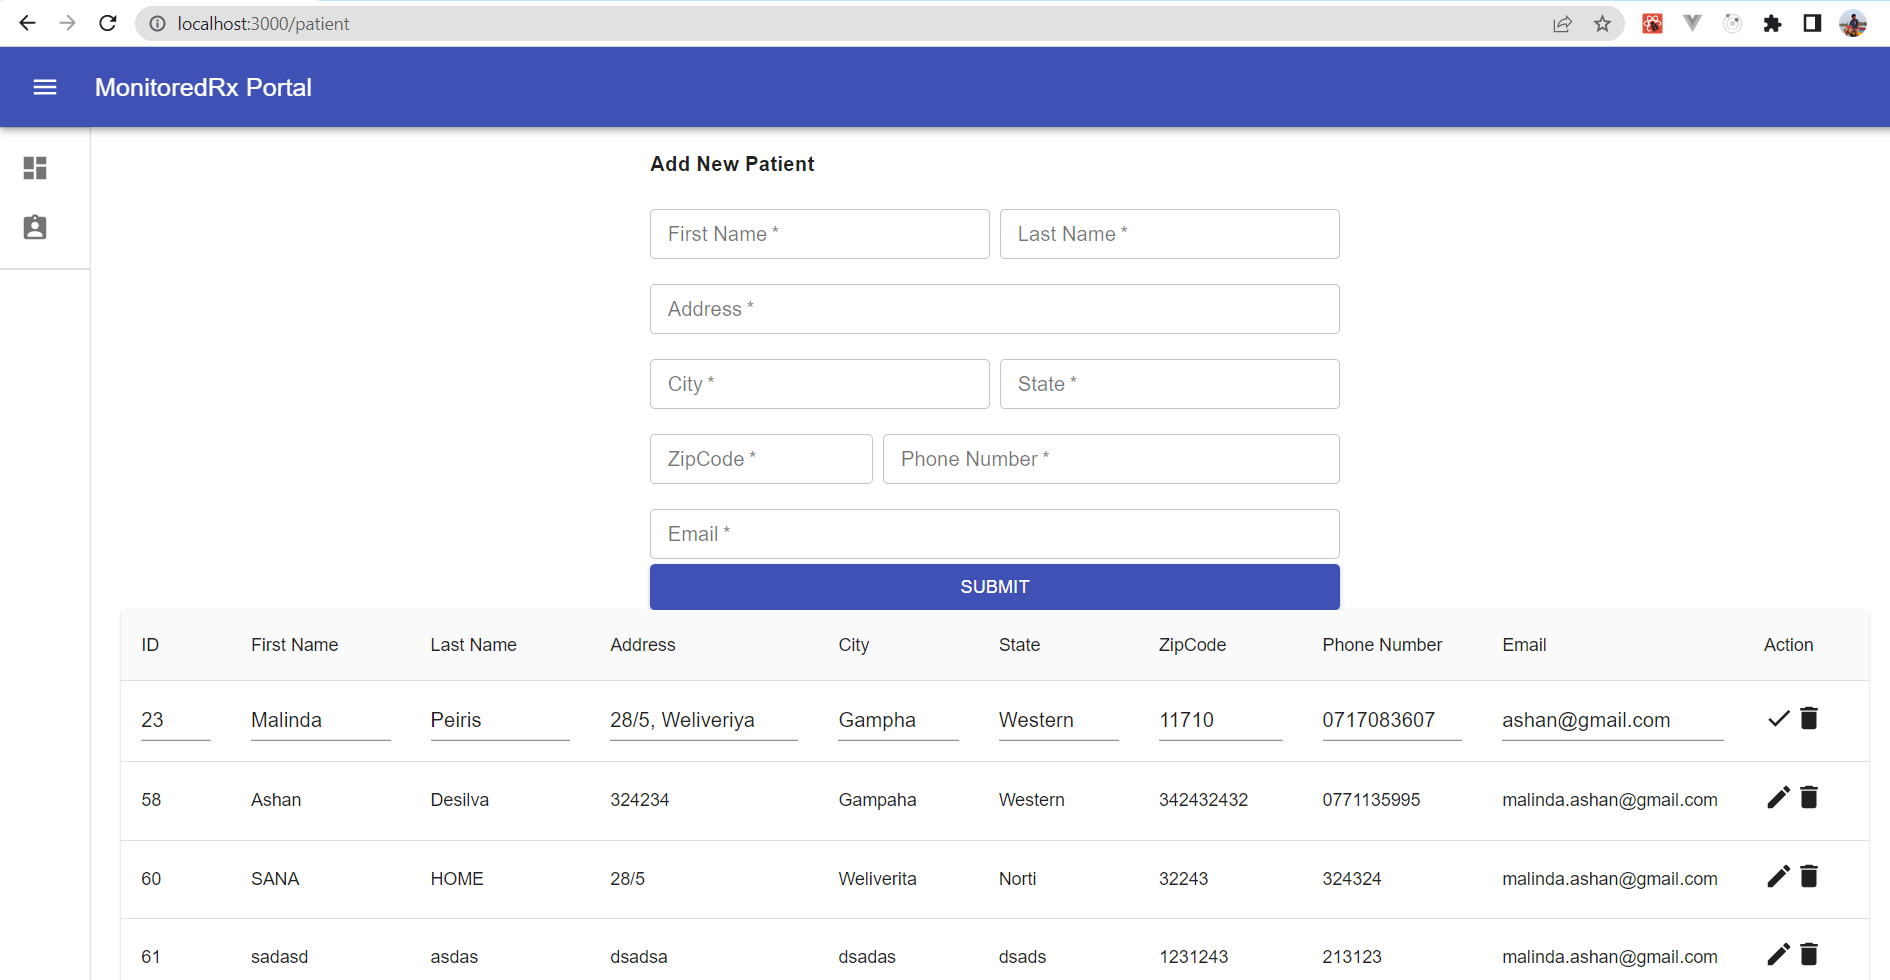 localhost:3000/patient
MonitoredRx Portal
Add New Patient
First Name * Last Name *
Address *
City * State *
ZipCode * Phone Number *
Email *
SUBMIT
ID First Name Last Name Address City State ZipCode Phone Number Email Action
23 Malinda Peiris 28/5, Weliveriya Gampha Western 11710 0717083607 ashan@gmail.com
58 Ashan Desilva 324234 Gampaha Western 342432432 0771135995 malinda.ashan@gmail.com
60 SANA HOME 28/5 Weliverita Norti 32243 324324 malinda.ashan@gmail.com
61 sadasd asdas dsadsa dsadas dsads 1231243 213123 malinda.ashan@gmail.com